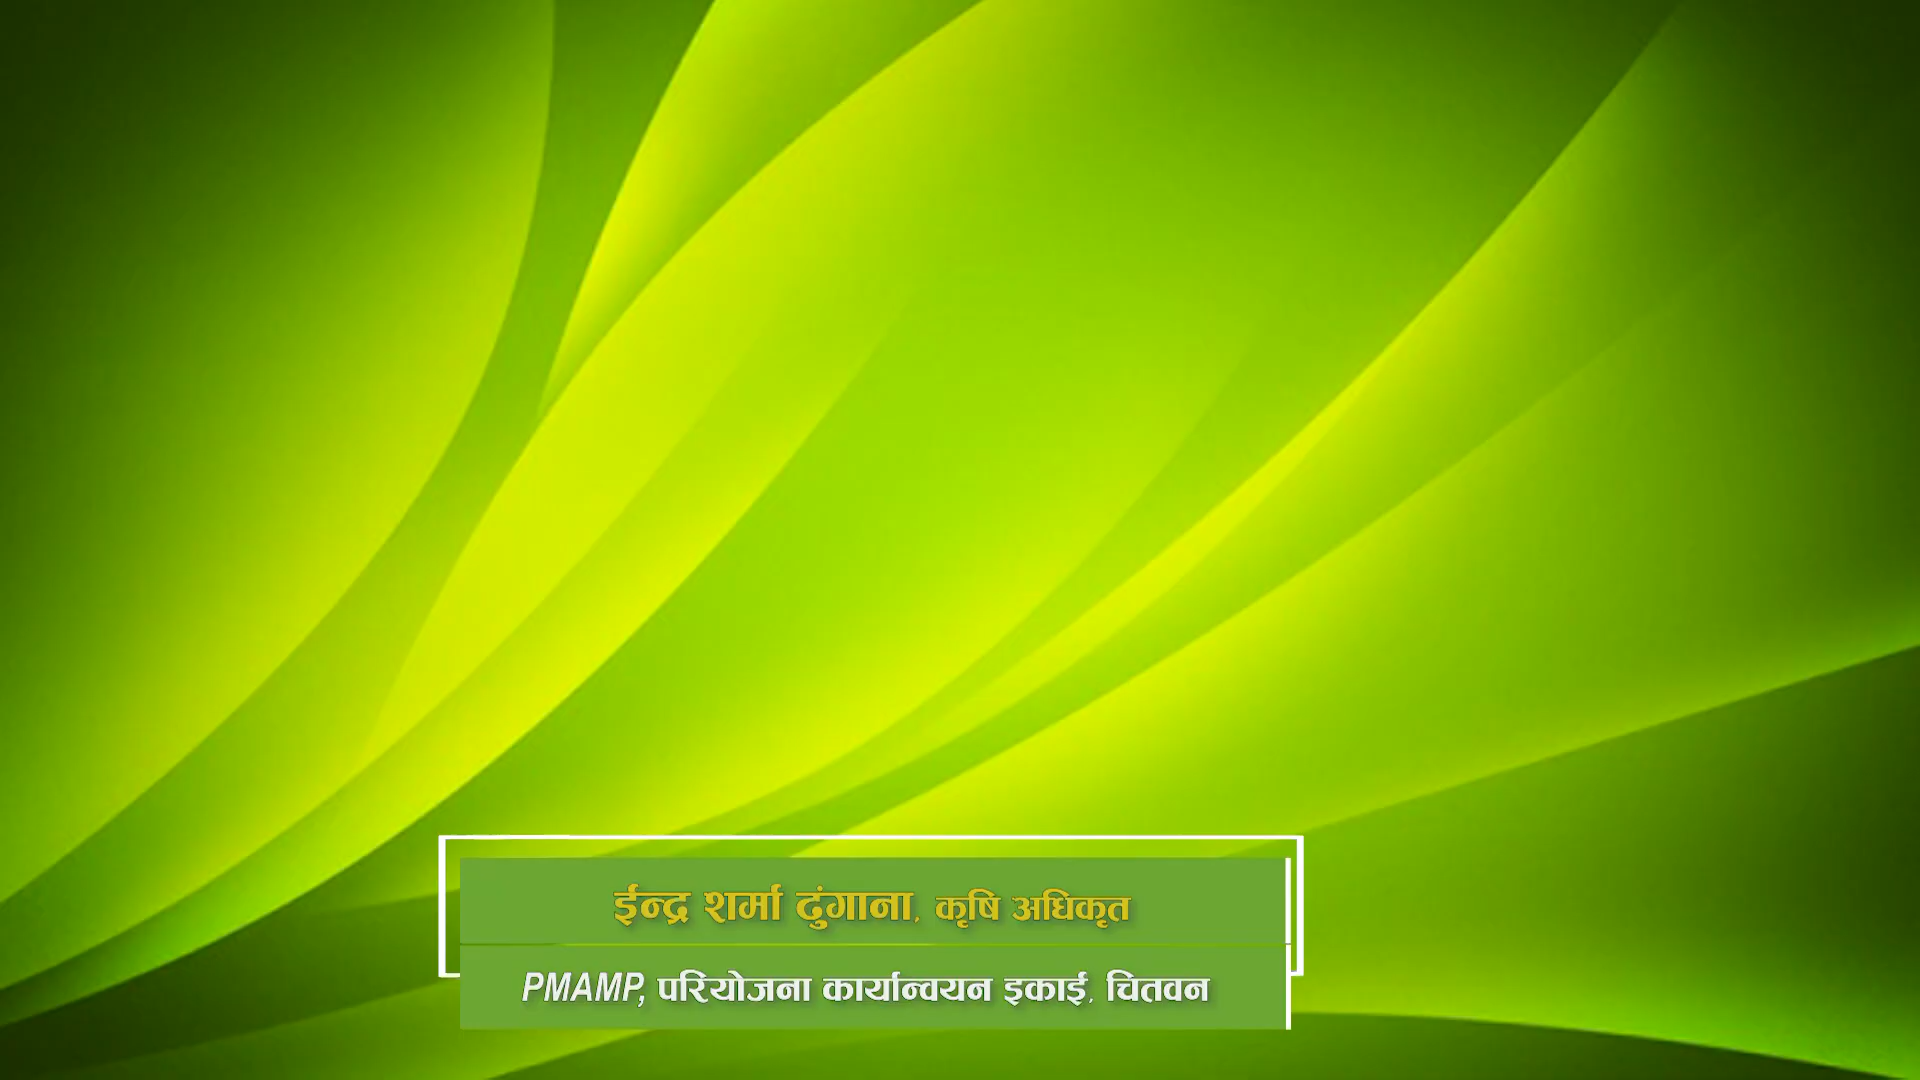 ईन्द्र शर्मा ढुंगाना, कृषि अधिकृत
PMAMP, परियोजना कार्यान्वयन इकाई, चितवन